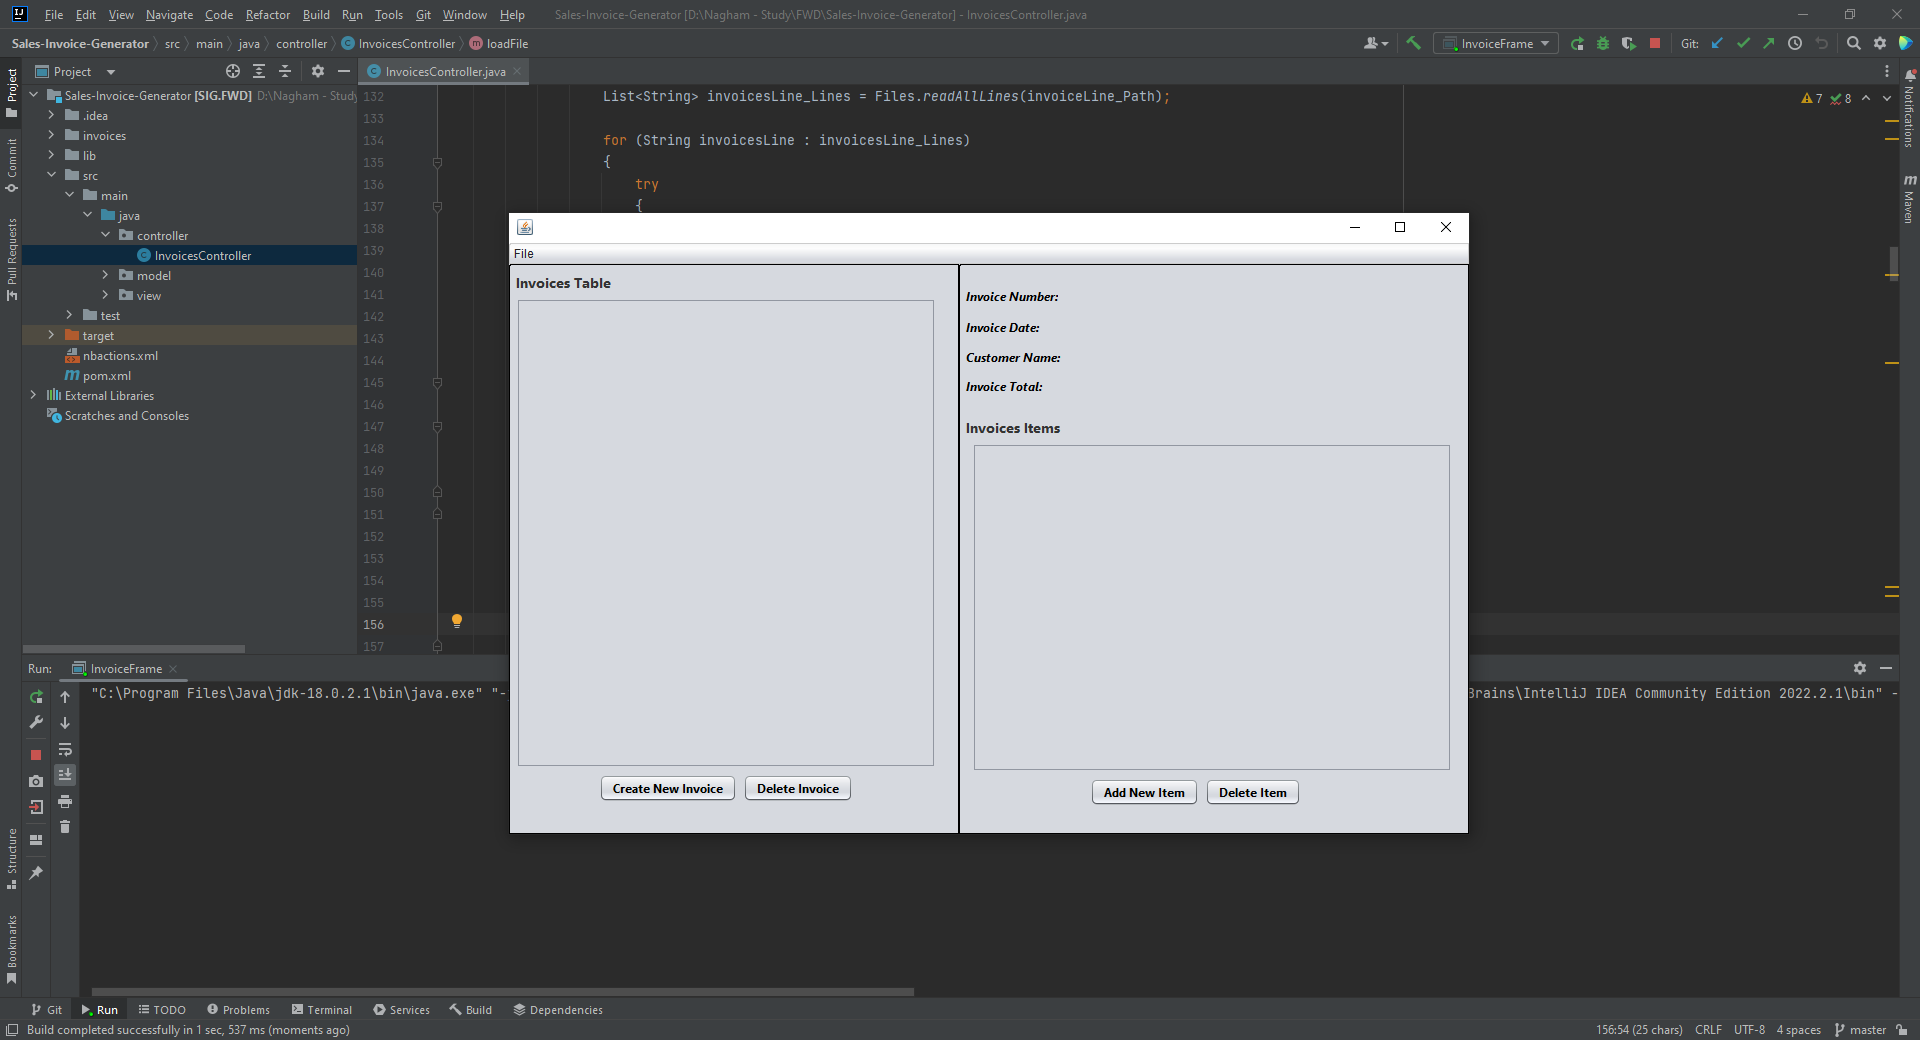 File Edit View Navigate Code Refactor Build Run Tools Git Window Help Sales-Invoice-Generator [D:\Nagham - Study\FWD\Sales-Invoice-Generator] - InvoicesController.java
Sales-Invoice-Generator src main java controller InvoicesController loadFile
InvoiceFrame Git:
Project
InvoicesController.java
Sales-Invoice-Generator [SIG.FWD] D:\Nagham - Study
.idea
invoices
lib
src
main
java
controller
InvoicesController
model
view
test
target
nbactions.xml
pom.xml
External Libraries
Scratches and Consoles
Project
Commit
Pull Requests
Structure
Bookmarks
132 List<String> invoicesLine_Lines = Files.readAllLines(invoiceLine_Path);
133
134 for (String invoicesLine : invoicesLine_Lines)
135 {
136 try
137 {
138
139
140
141
142
143
144
145
146
147
148
149
150
151
152
153
154
155
156
157
7 8
Notifications
Maven
File
Invoices Table
Create New Invoice Delete Invoice
Invoice Number:
Invoice Date:
Customer Name:
Invoice Total:
Invoices Items
Add New Item Delete Item
Run: InvoiceFrame
"C:\Program Files\Java\jdk-18.0.2.1\bin\java.exe" "- Brains\IntelliJ IDEA Community Edition 2022.2.1\bin" -
Git Run TODO Problems Terminal Services Build Dependencies
Build completed successfully in 1 sec, 537 ms (moments ago) 156:54 (25 chars) CRLF UTF-8 4 spaces master